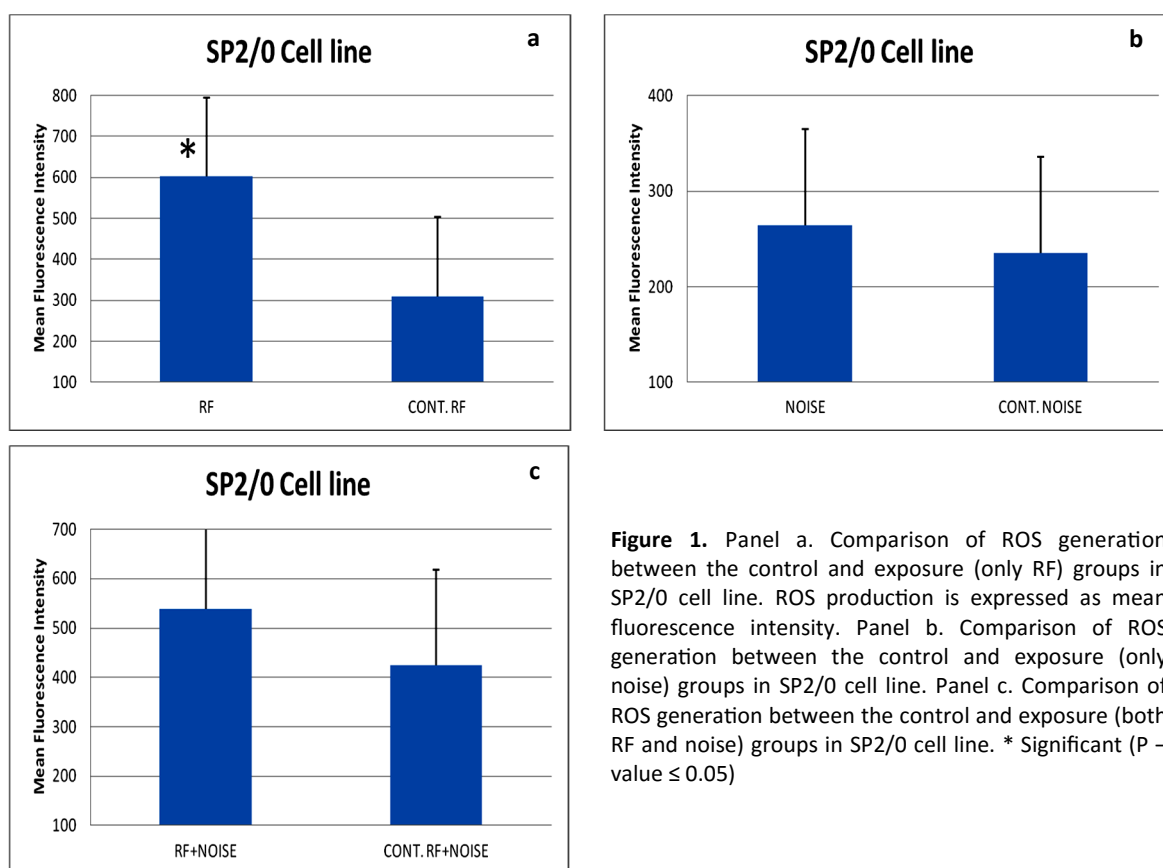 SP2/0 Cell line
a
Mean Fluorescence Intensity
800
700
600
500
400
300
200
100
*
RF
CONT. RF
SP2/0 Cell line
b
Mean Fluorescence Intensity
400
300
200
100
NOISE
CONT. NOISE
SP2/0 Cell line
c
Mean Fluorescence Intensity
700
600
500
400
300
200
100
RF+NOISE
CONT. RF+NOISE
Figure 1. Panel a. Comparison of ROS generation
between the control and exposure (only RF) groups in
SP2/0 cell line. ROS production is expressed as mean
fluorescence intensity. Panel b. Comparison of ROS
generation between the control and exposure (only
noise) groups in SP2/0 cell line. Panel c. Comparison of
ROS generation between the control and exposure (both
RF and noise) groups in SP2/0 cell line. * Significant (P –
value ≤ 0.05)